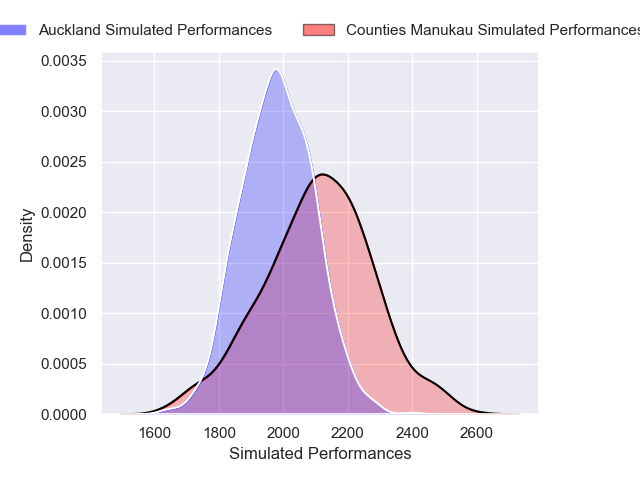 Auckland Simulated Performances
Counties Manukau Simulated Performances
0.0035
0.0030
0.0025
0.0020
0.0015
0.0010
0.0005
0.0000
Density
1600 1800 2000 2200 2400 2600
Simulated Performances